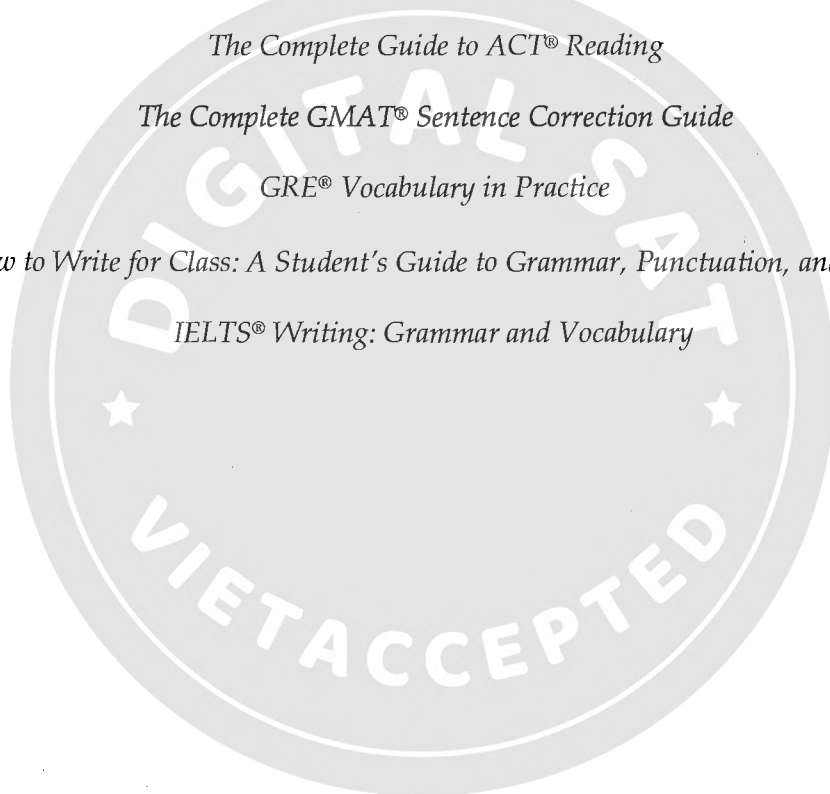 The Complete Guide to ACT® Reading
The Complete GMAT® Sentence Correction Guide
GRE® Vocabulary in Practice
to Write for Class: A Student's Guide to Grammar, Punctuation,
IELTS® Writing: Grammar and Vocabulary
DIGITAL SAT
VIETACCEPTED